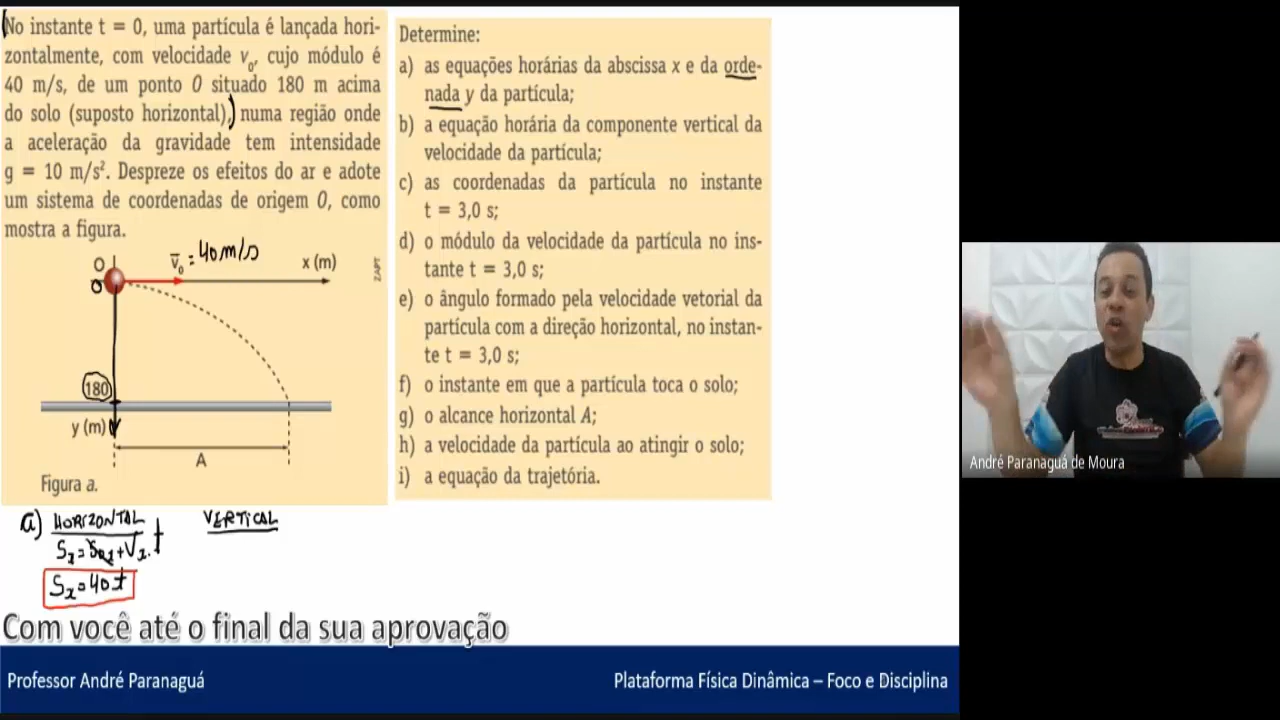 No instante t = 0, uma partícula é lançada hori-
zontalmente, com velocidade v₀, cujo módulo é
40 m/s, de um ponto O situado 180 m acima
do solo (suposto horizontal), numa região onde
a aceleração da gravidade tem intensidade
g = 10 m/s². Despreze os efeitos do ar e adote
um sistema de coordenadas de origem O, como
mostra a figura.
O
0
v₀ = 40 m/s
x (m)
ZAPT
180
y (m)
A
Figura a.
Determine:
a) as equações horárias da abscissa x e da orde-
nada y da partícula;
b) a equação horária da componente vertical da
velocidade da partícula;
c) as coordenadas da partícula no instante
t = 3,0 s;
d) o módulo da velocidade da partícula no ins-
tante t = 3,0 s;
e) o ângulo formado pela velocidade vetorial da
partícula com a direção horizontal, no instan-
te t = 3,0 s;
f) o instante em que a partícula toca o solo;
g) o alcance horizontal A;
h) a velocidade da partícula ao atingir o solo;
i) a equação da trajetória.
a) HORIZONTAL
Sx = S0x + Vx . t
Sx = 40t
VERTICAL
Com você até o final da sua aprovação
Professor André Paranaguá
Plataforma Física Dinâmica – Foco e Disciplina
André Paranaguá de Moura